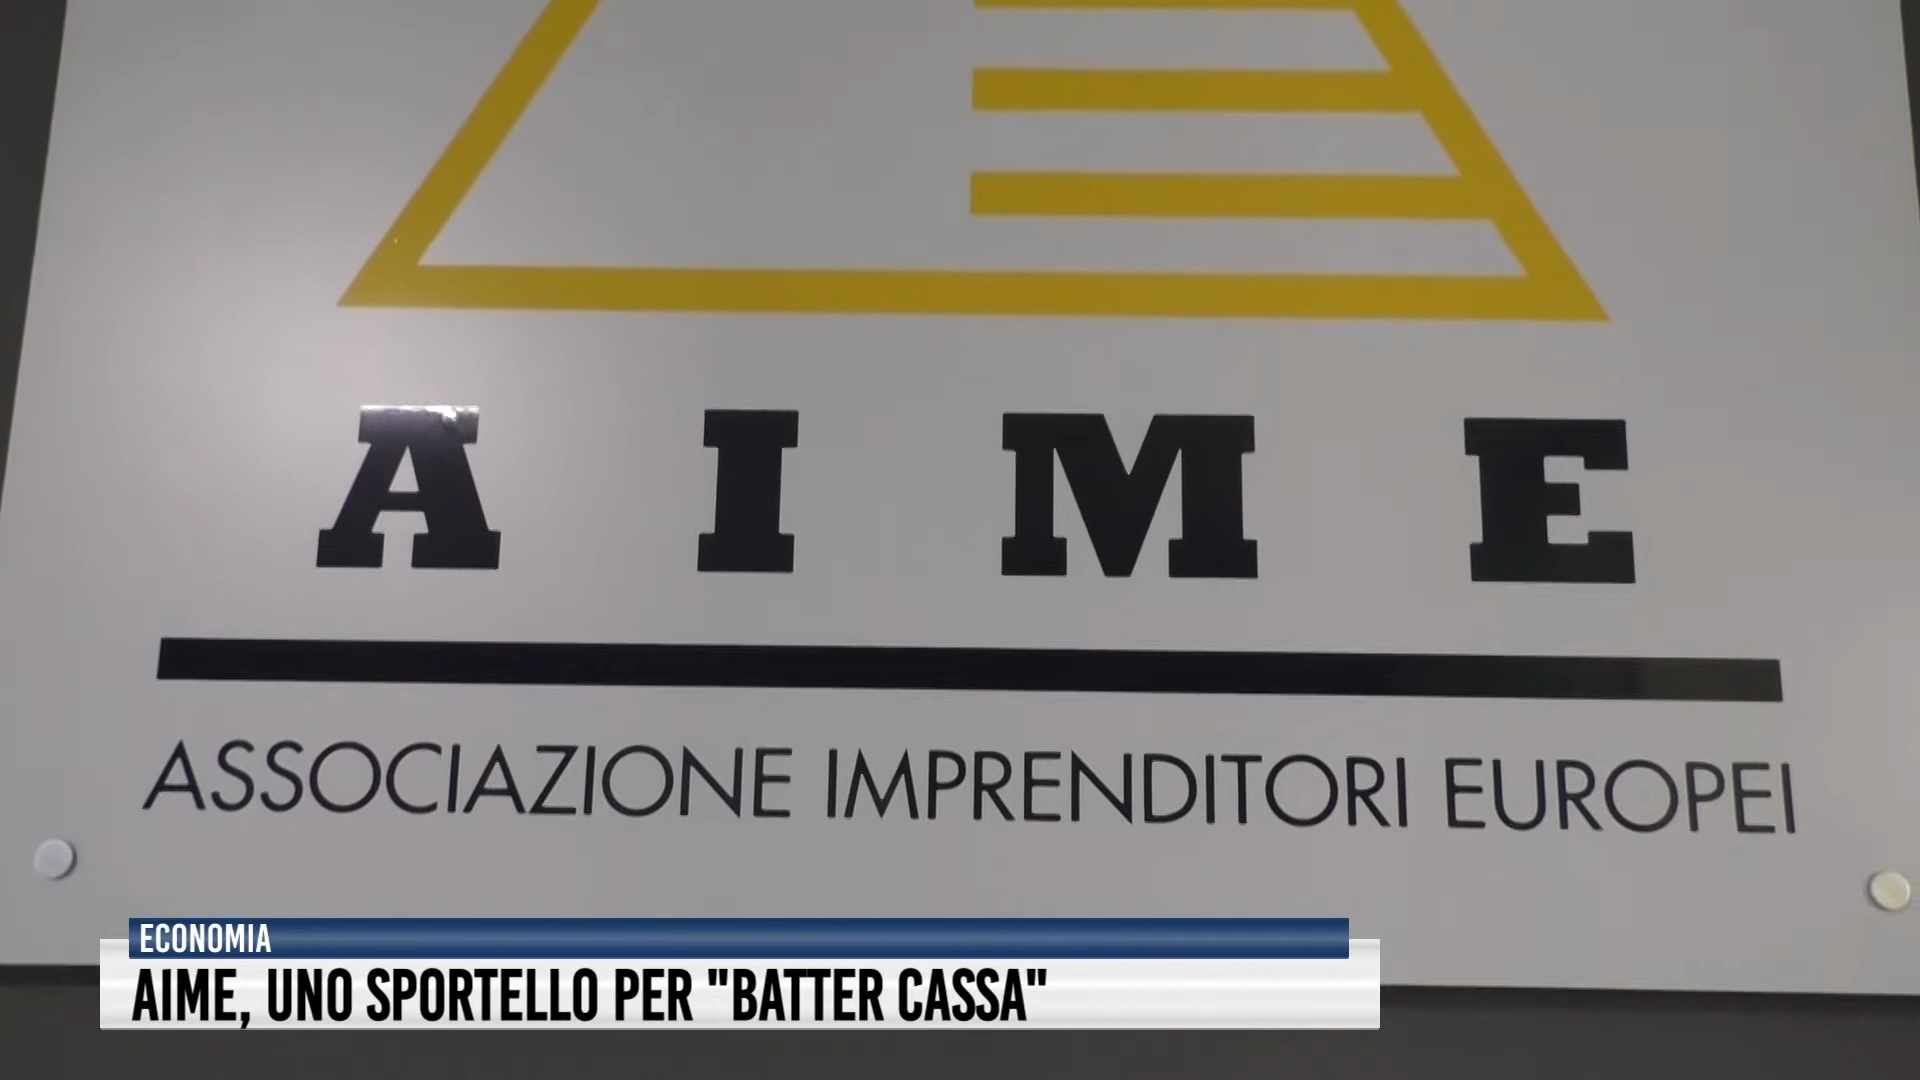 AIME
ASSOCIAZIONE IMPRENDITORI EUROPEI
ECONOMIA
AIME, UNO SPORTELLO PER "BATTER CASSA"